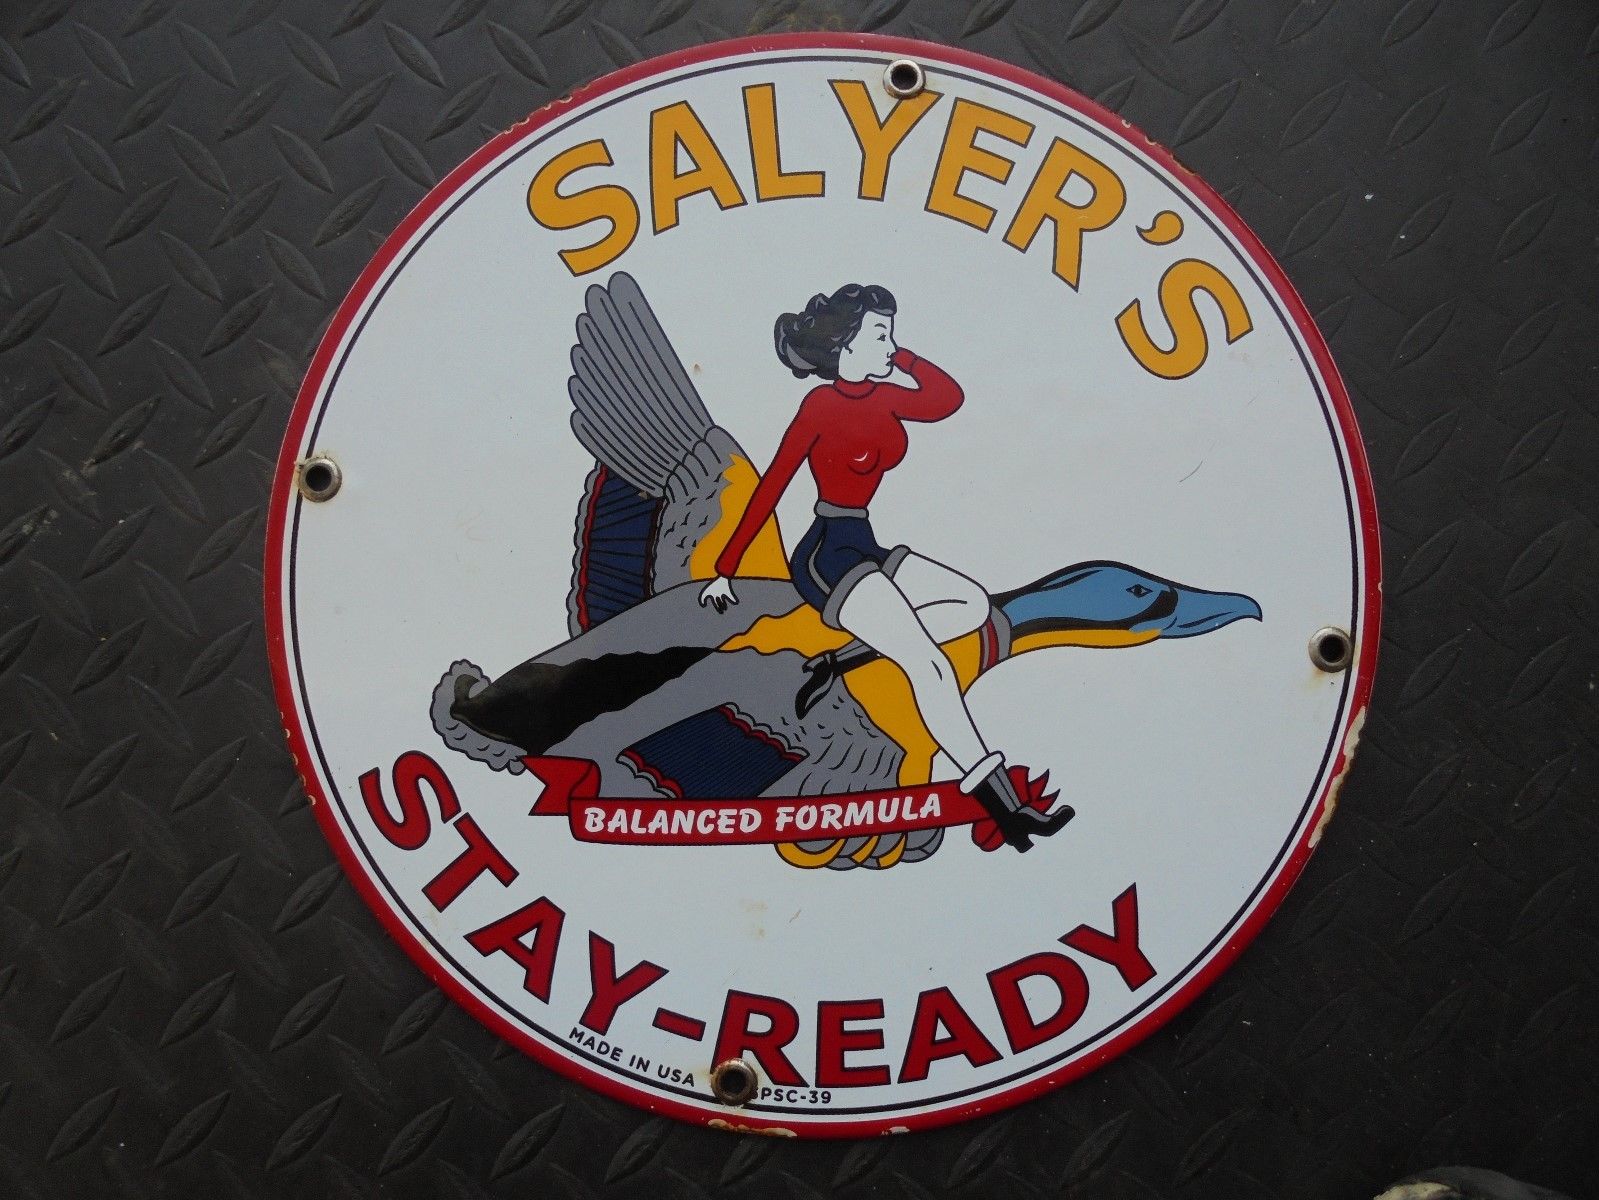 SALYER'S
BALANCED FORMULA
STAY-READY
MADE IN USA